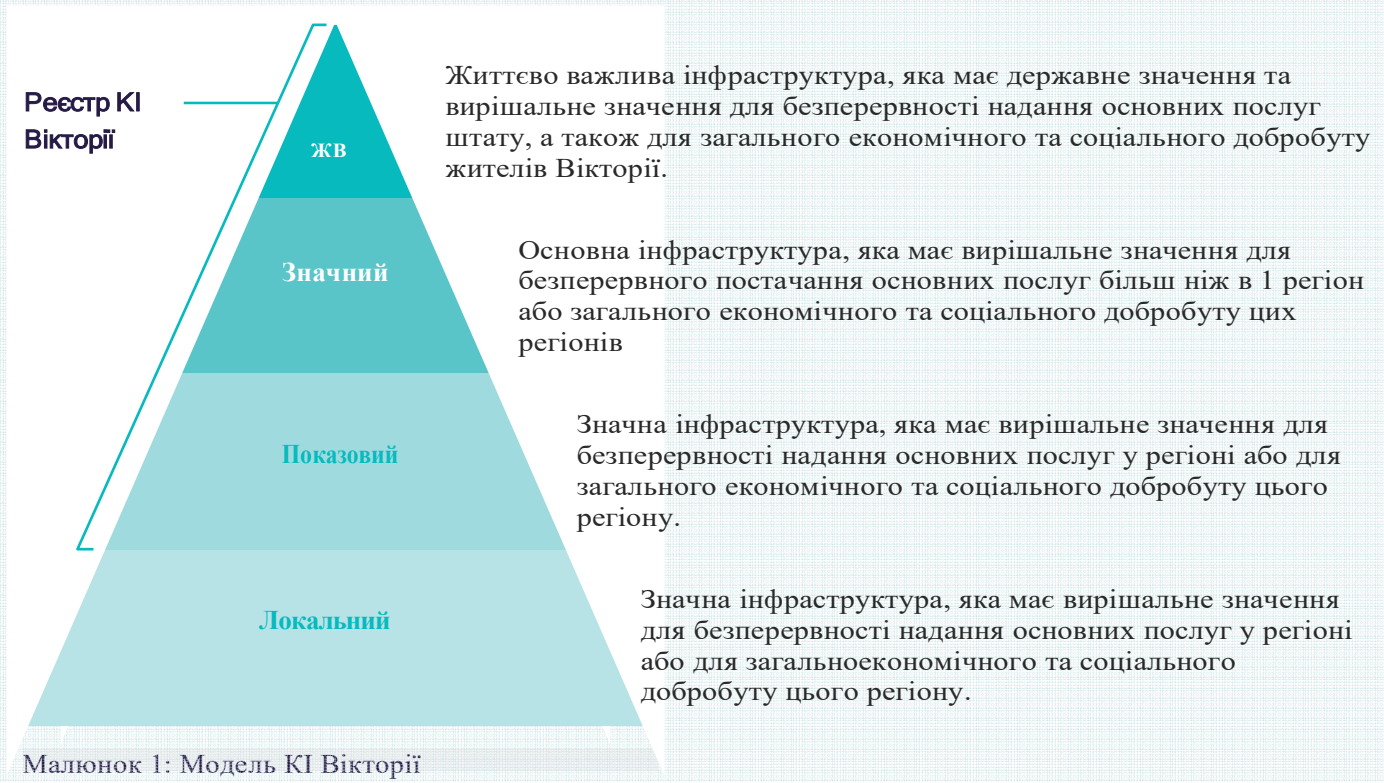 Реєстр КІ
Вікторії
жв
Життєво важлива інфраструктура, яка має державне значення та
вирішальне значення для безперервності надання основних послуг
штату, а також для загального економічного та соціального добробуту
жителів Вікторії.
Значний
Основна інфраструктура, яка має вирішальне значення для
безперервного постачання основних послуг більш ніж в 1 регіон
або загального економічного та соціального добробуту цих
регіонів
Показовий
Значна інфраструктура, яка має вирішальне значення для
безперервності надання основних послуг у регіоні або для
загального економічного та соціального добробуту цього
регіону.
Локальний
Значна інфраструктура, яка має вирішальне значення
для безперервності надання основних послуг у регіоні
або для загальноекономічного та соціального
добробуту цього регіону.
Малюнок 1: Модель КІ Вікторії